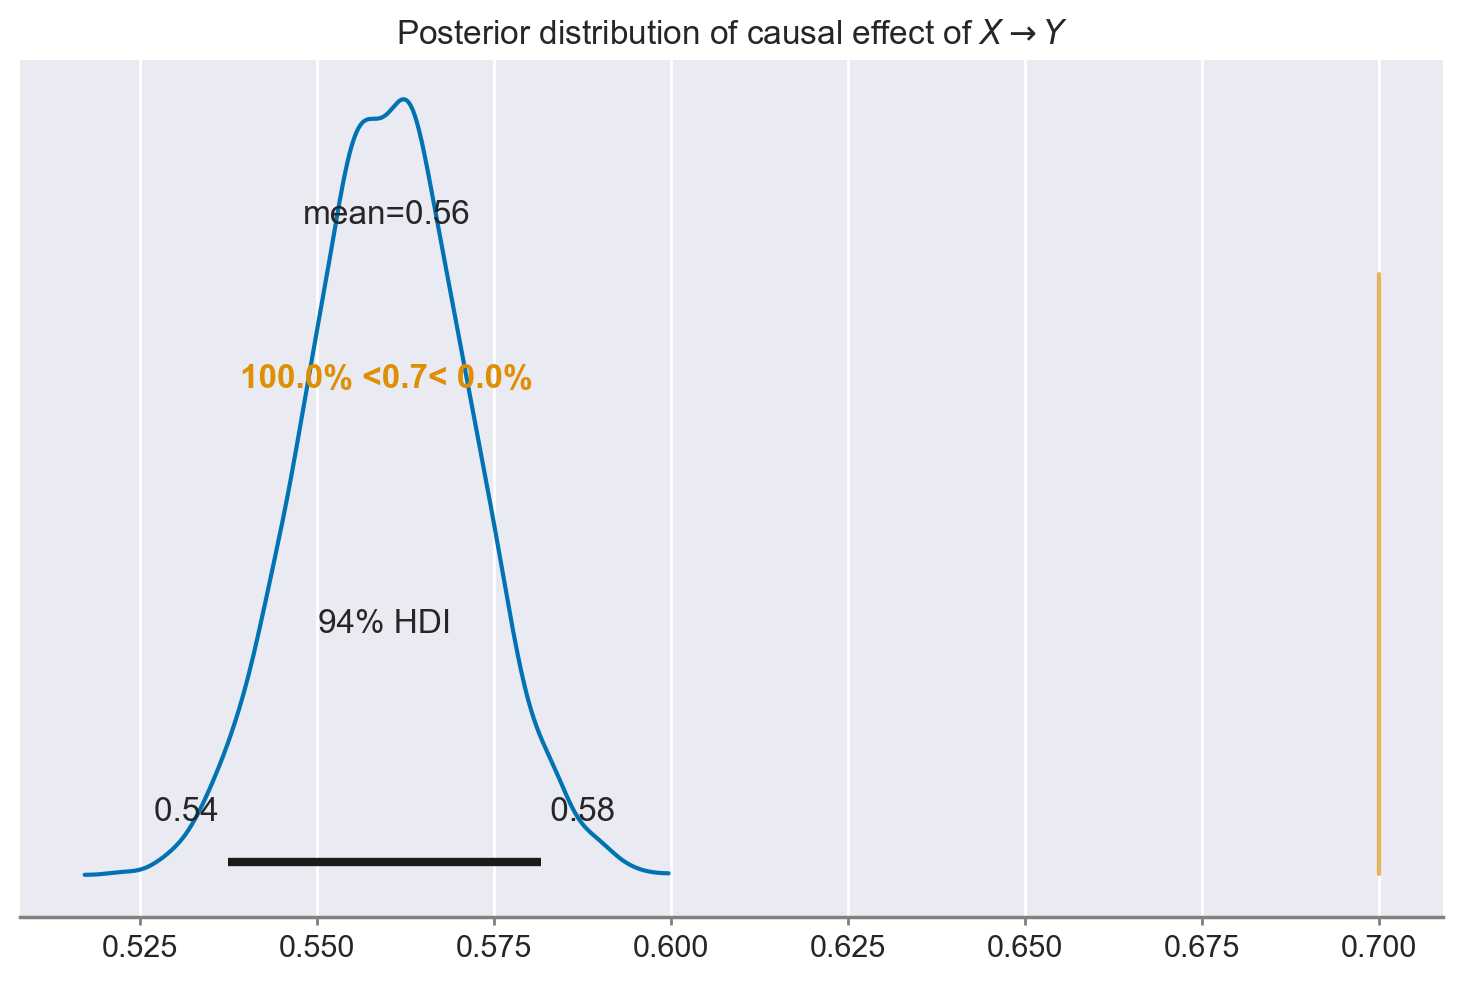 Posterior distribution of causal effect of X → Y
mean=0.56
100.0% <0.7< 0.0%
94% HDI
0.54 0.58
0.525 0.550 0.575 0.600 0.625 0.650 0.675 0.700